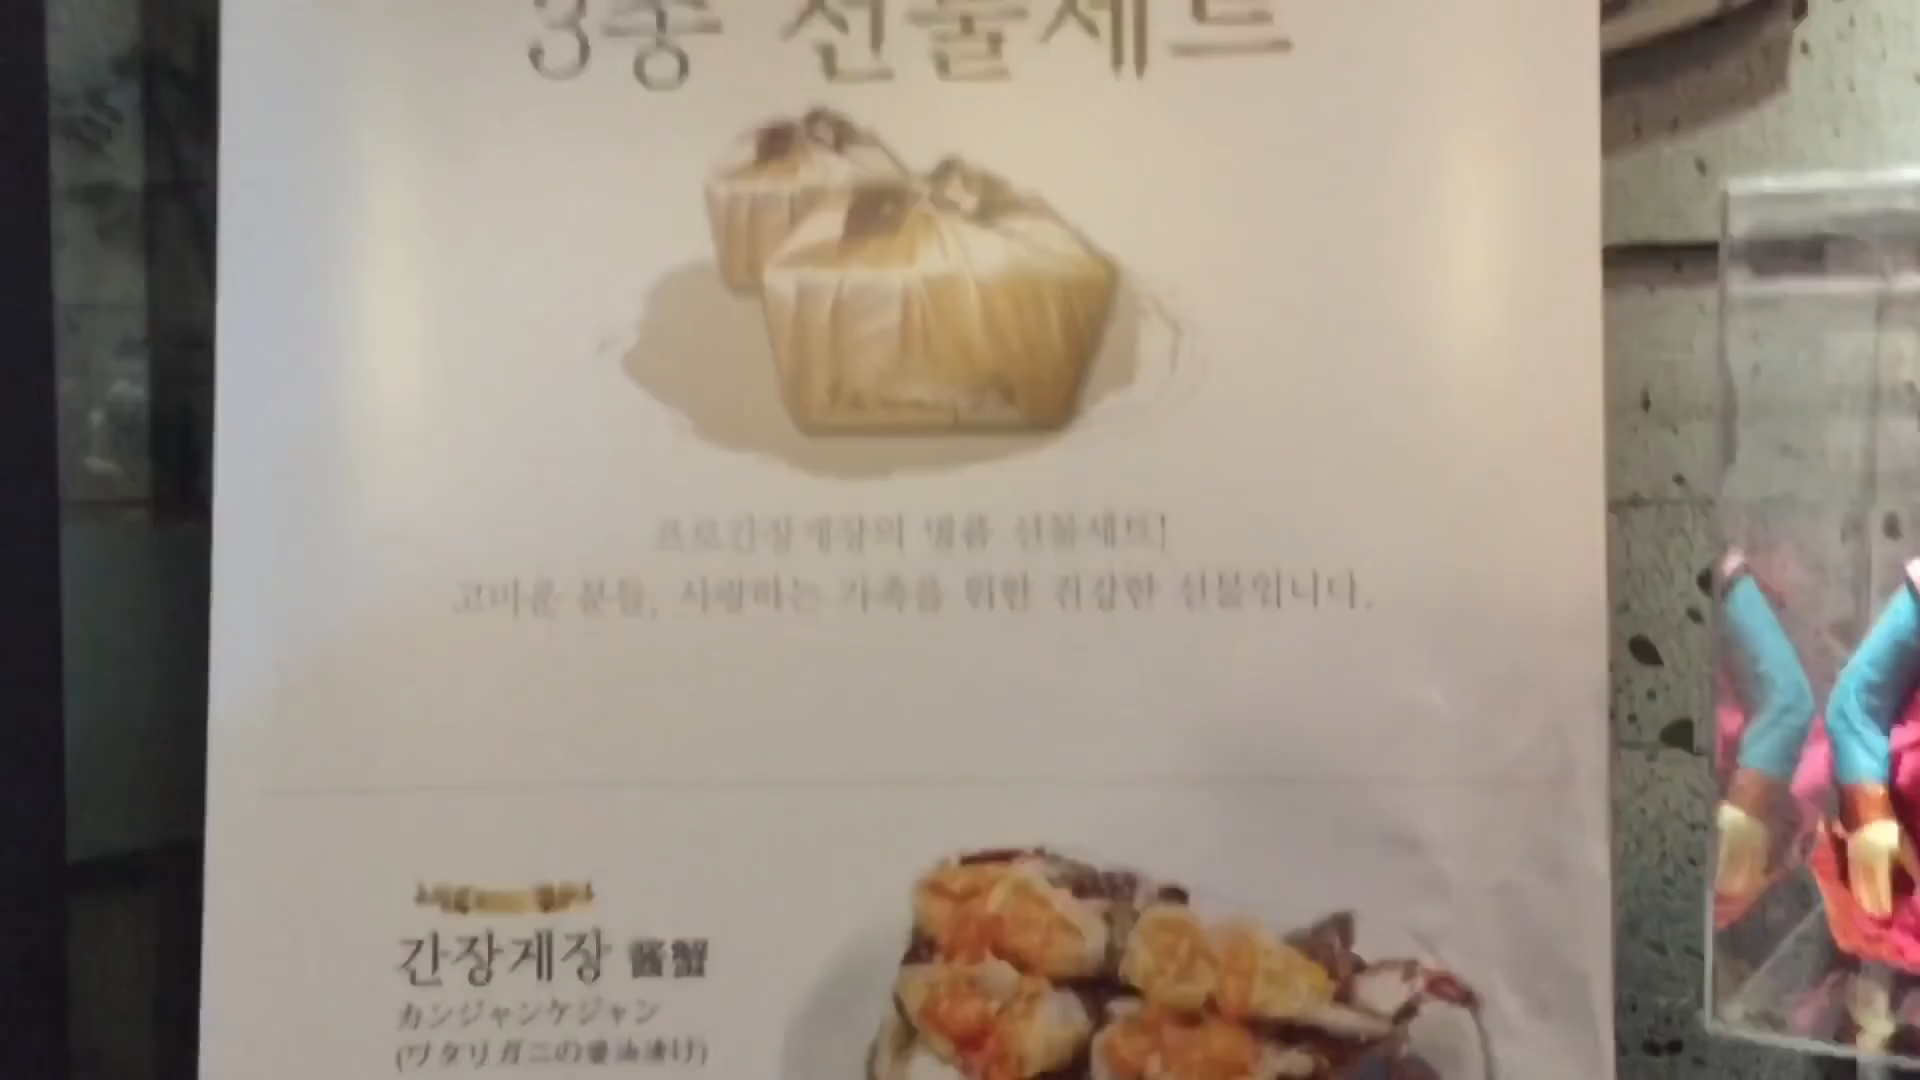 3종 선물세트
프로간장게장의 명품 선물세트!
고마운 분들, 사랑하는 가족을 위한 건강한 선물입니다.
간장게장 醬蟹
カンジャンケジャン
(ワタリガニの醤油漬け)